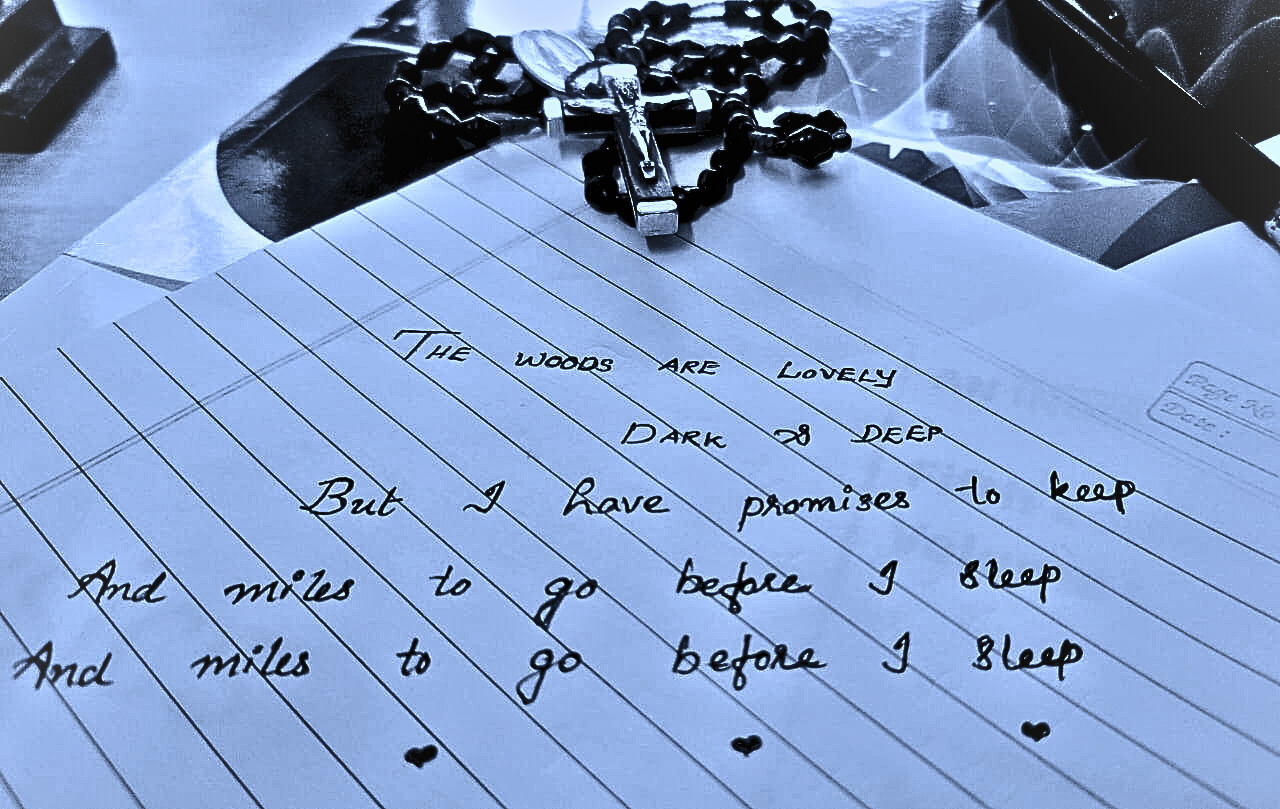 THE WOODS ARE LOVELY
DARK & DEEP
But I have promises to keep
And miles to go before I sleep
And miles to go before I sleep
Page No
Date: